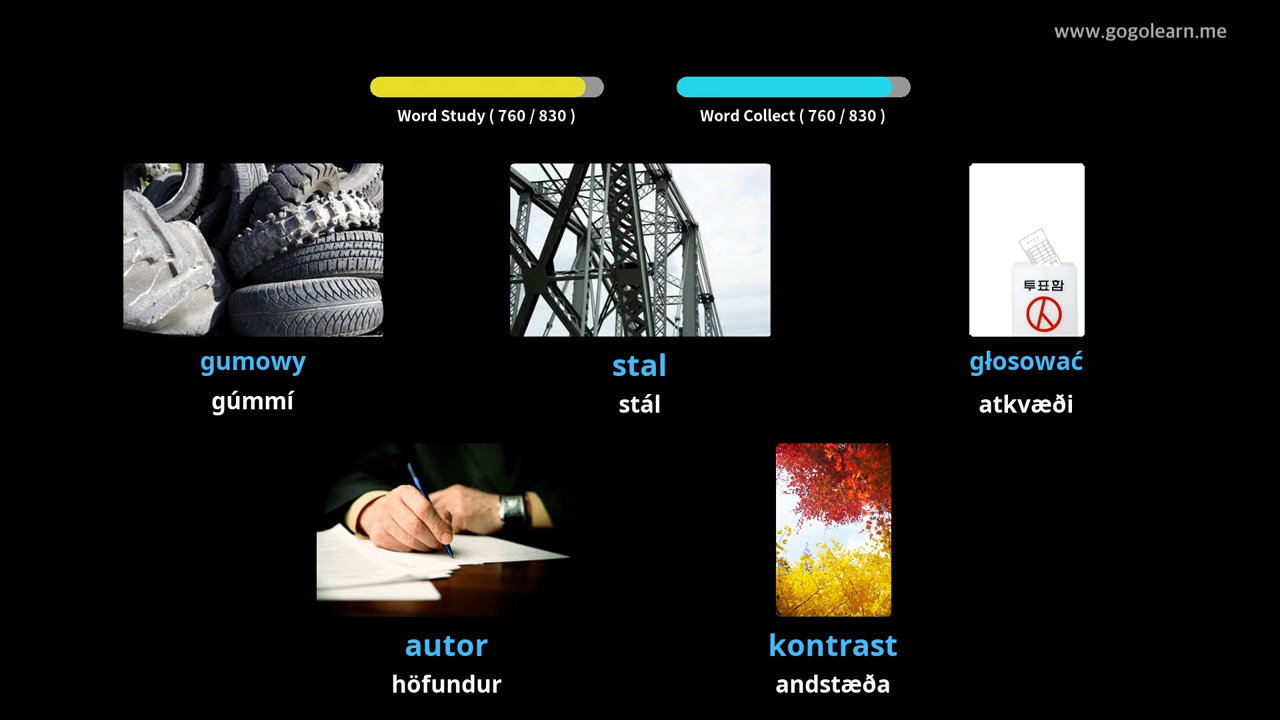 www.gogolearn.me
Word Study ( 760 / 830 )
Word Collect ( 760 / 830 )
투표함
gumowy
gúmmí
stal
stál
głosować
atkvæði
autor
höfundur
kontrast
andstæða